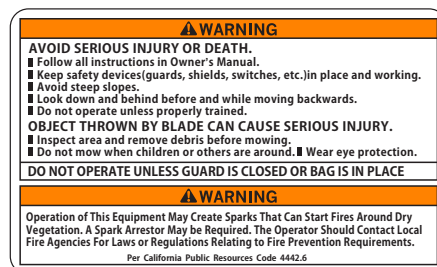 WARNING
AVOID SERIOUS INJURY OR DEATH.
Follow all instructions in Owner's Manual.
Keep safety devices(guards, shields, switches, etc.)in place and working.
Avoid steep slopes.
Look down and behind before and while moving backwards.
Do not operate unless properly trained.
OBJECT THROWN BY BLADE CAN CAUSE SERIOUS INJURY.
Inspect area and remove debris before mowing.
Do not mow when children or others are around. Wear eye protection.
DO NOT OPERATE UNLESS GUARD IS CLOSED OR BAG IS IN PLACE
WARNING
Operation of This Equipment May Create Sparks That Can Start Fires Around Dry
Vegetation. A Spark Arrestor May be Required. The Operator Should Contact Local
Fire Agencies For Laws or Regulations Relating to Fire Prevention Requirements.
Per California Public Resources Code 4442.6